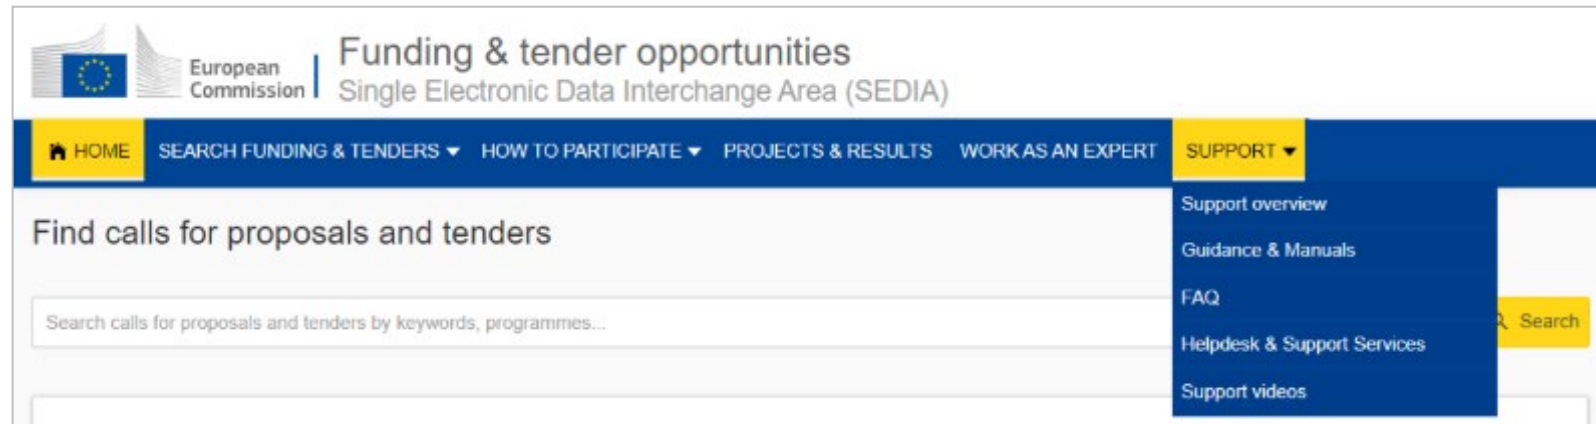 European
Commission
Funding & tender opportunities
Single Electronic Data Interchange Area (SEDIA)
HOME SEARCH FUNDING & TENDERS HOW TO PARTICIPATE PROJECTS & RESULTS WORK AS AN EXPERT SUPPORT
Support overview
Guidance & Manuals
FAQ
Helpdesk & Support Services
Support videos
Find calls for proposals and tenders
Search calls for proposals and tenders by keywords, programmes...
Search